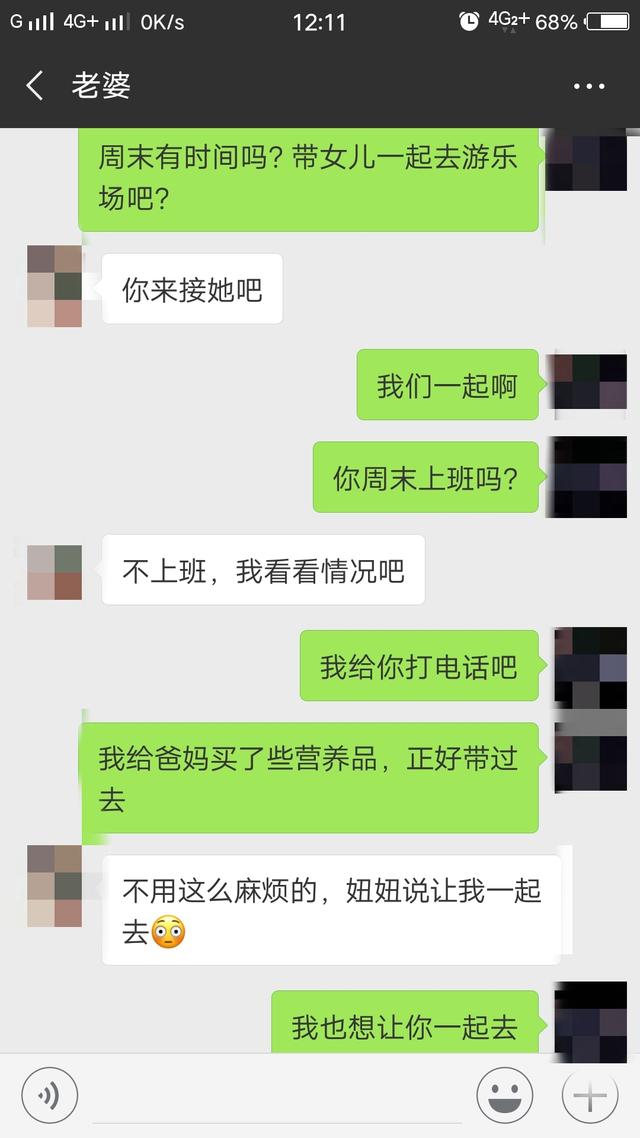 G 4G+ 0K/s 12:11 4G2+ 68%
老婆
周末有时间吗?带女儿一起去游乐
场吧?
你来接她吧
我们一起啊
你周末上班吗?
不上班，我看看情况吧
我给你打电话吧
我给爸妈买了些营养品，正好带过
去
不用这么麻烦的，妞妞说让我一起
去😳
我也想让你一起去